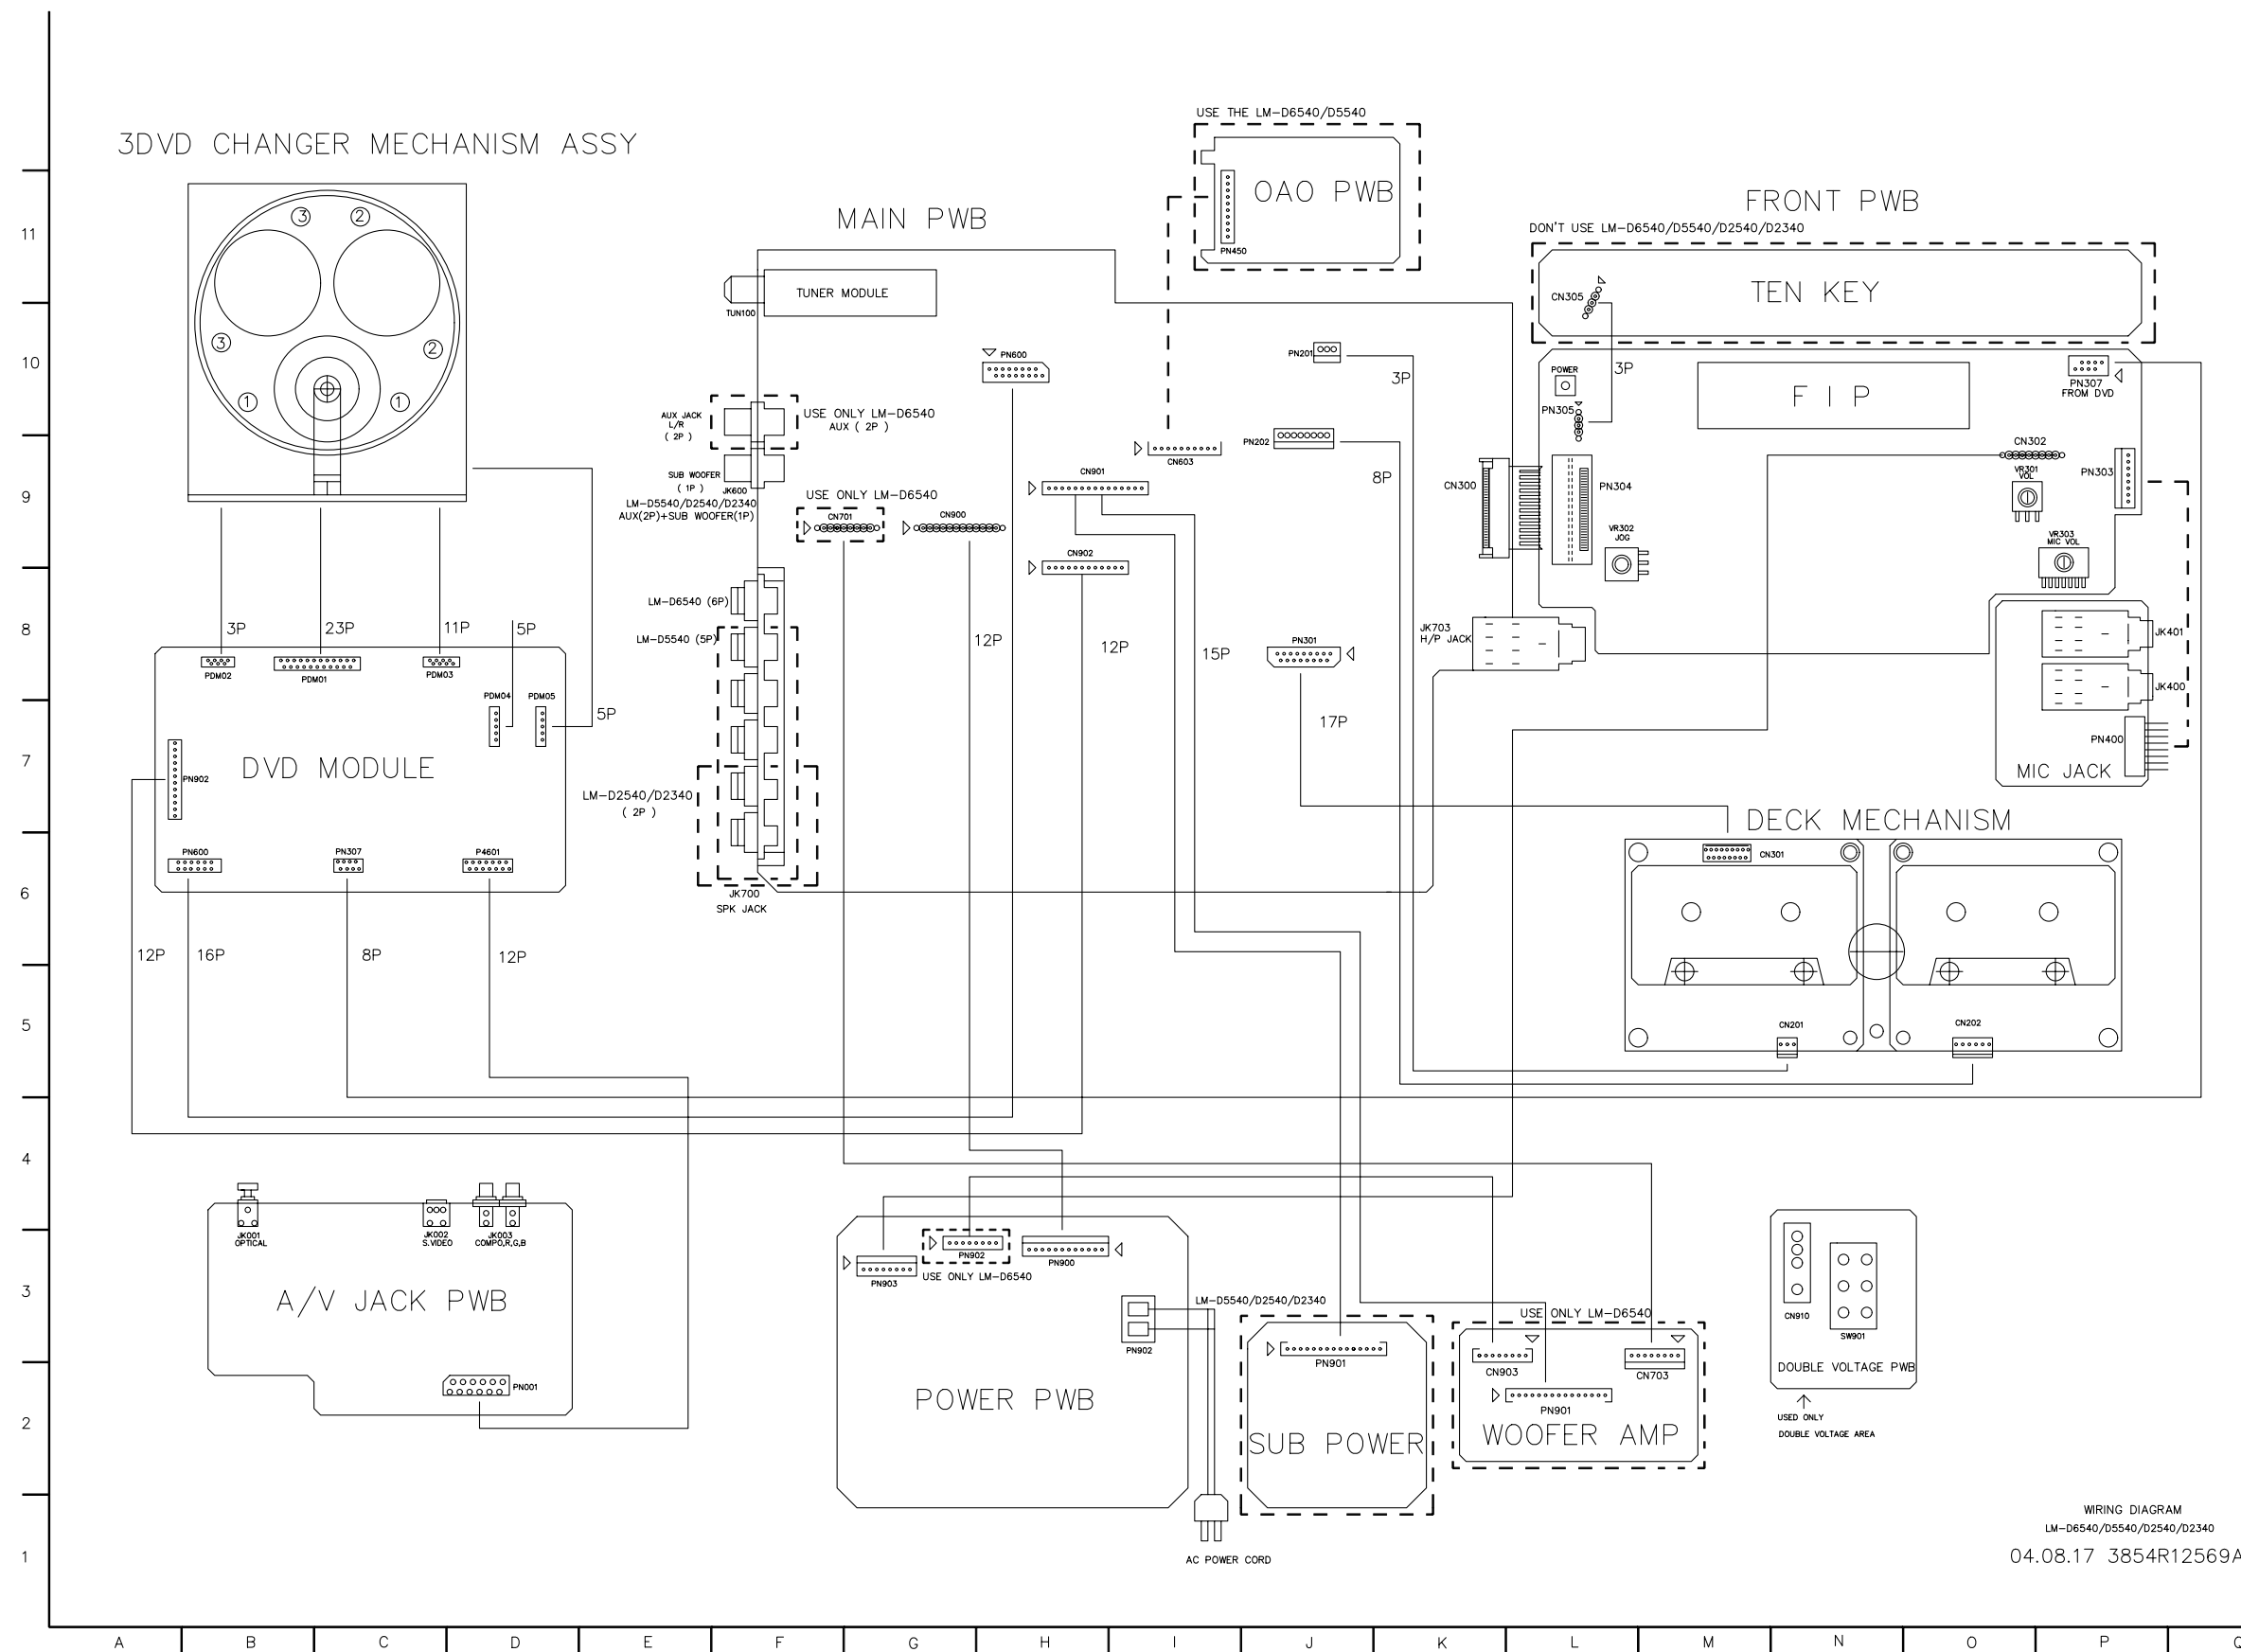 USE THE LM-D6540/D5540
3DVD CHANGER MECHANISM ASSY
OAO PWB
PN450
MAIN PWB
FRONT PWB
DON'T USE LM-D6540/D5540/D2540/D2340
11
3
2
3
2
1
1
TUNER MODULE
TUN100
CN305
TEN KEY
10
PN600
PN201
3P
POWER
3P
PN305
F I P
PN307
FROM DVD
AUX JACK
L/R
( 2P )
USE ONLY LM-D6540
AUX ( 2P )
PN202
CN603
CN302
9
SUB WOOFER
( 1P )
JK600
LM-D5540/D2540/D2340
AUX(2P)+SUB WOOFER(1P)
USE ONLY LM-D6540
CN701
CN900
CN901
8P
CN300
PN304
VR301
VOL
PN303
VR302
JOG
VR303
MIC VOL
CN902
LM-D6540 (6P)
LM-D5540 (5P)
8
3P
23P
11P
5P
12P
12P
15P
PN301
JK703
H/P JACK
JK401
PDM02
PDM01
PDM03
PDM04
PDM05
JK400
5P
17P
7
PN902
DVD MODULE
PN400
MIC JACK
LM-D2540/D2340
( 2P )
DECK MECHANISM
PN600
PN307
P4601
CN301
6
JK700
SPK JACK
12P
16P
8P
12P
5
CN201
CN202
4
JK001
OPTICAL
JK002
S.VIDEO
JK003
COMPO,R,G,B
PN903
PN902
USE ONLY LM-D6540
PN900
3
A/V JACK PWB
LM-D5540/D2540/D2340
USE ONLY LM-D6540
CN910
SW901
PN902
PN901
CN903
CN703
DOUBLE VOLTAGE PWB
PN001
PN901
2
POWER PWB
SUB POWER
WOOFER AMP
USED ONLY
DOUBLE VOLTAGE AREA
WIRING DIAGRAM
LM-D6540/D5540/D2540/D2340
04.08.17 3854R12569A
1
AC POWER CORD
A B C D E F G H I J K L M N O P Q